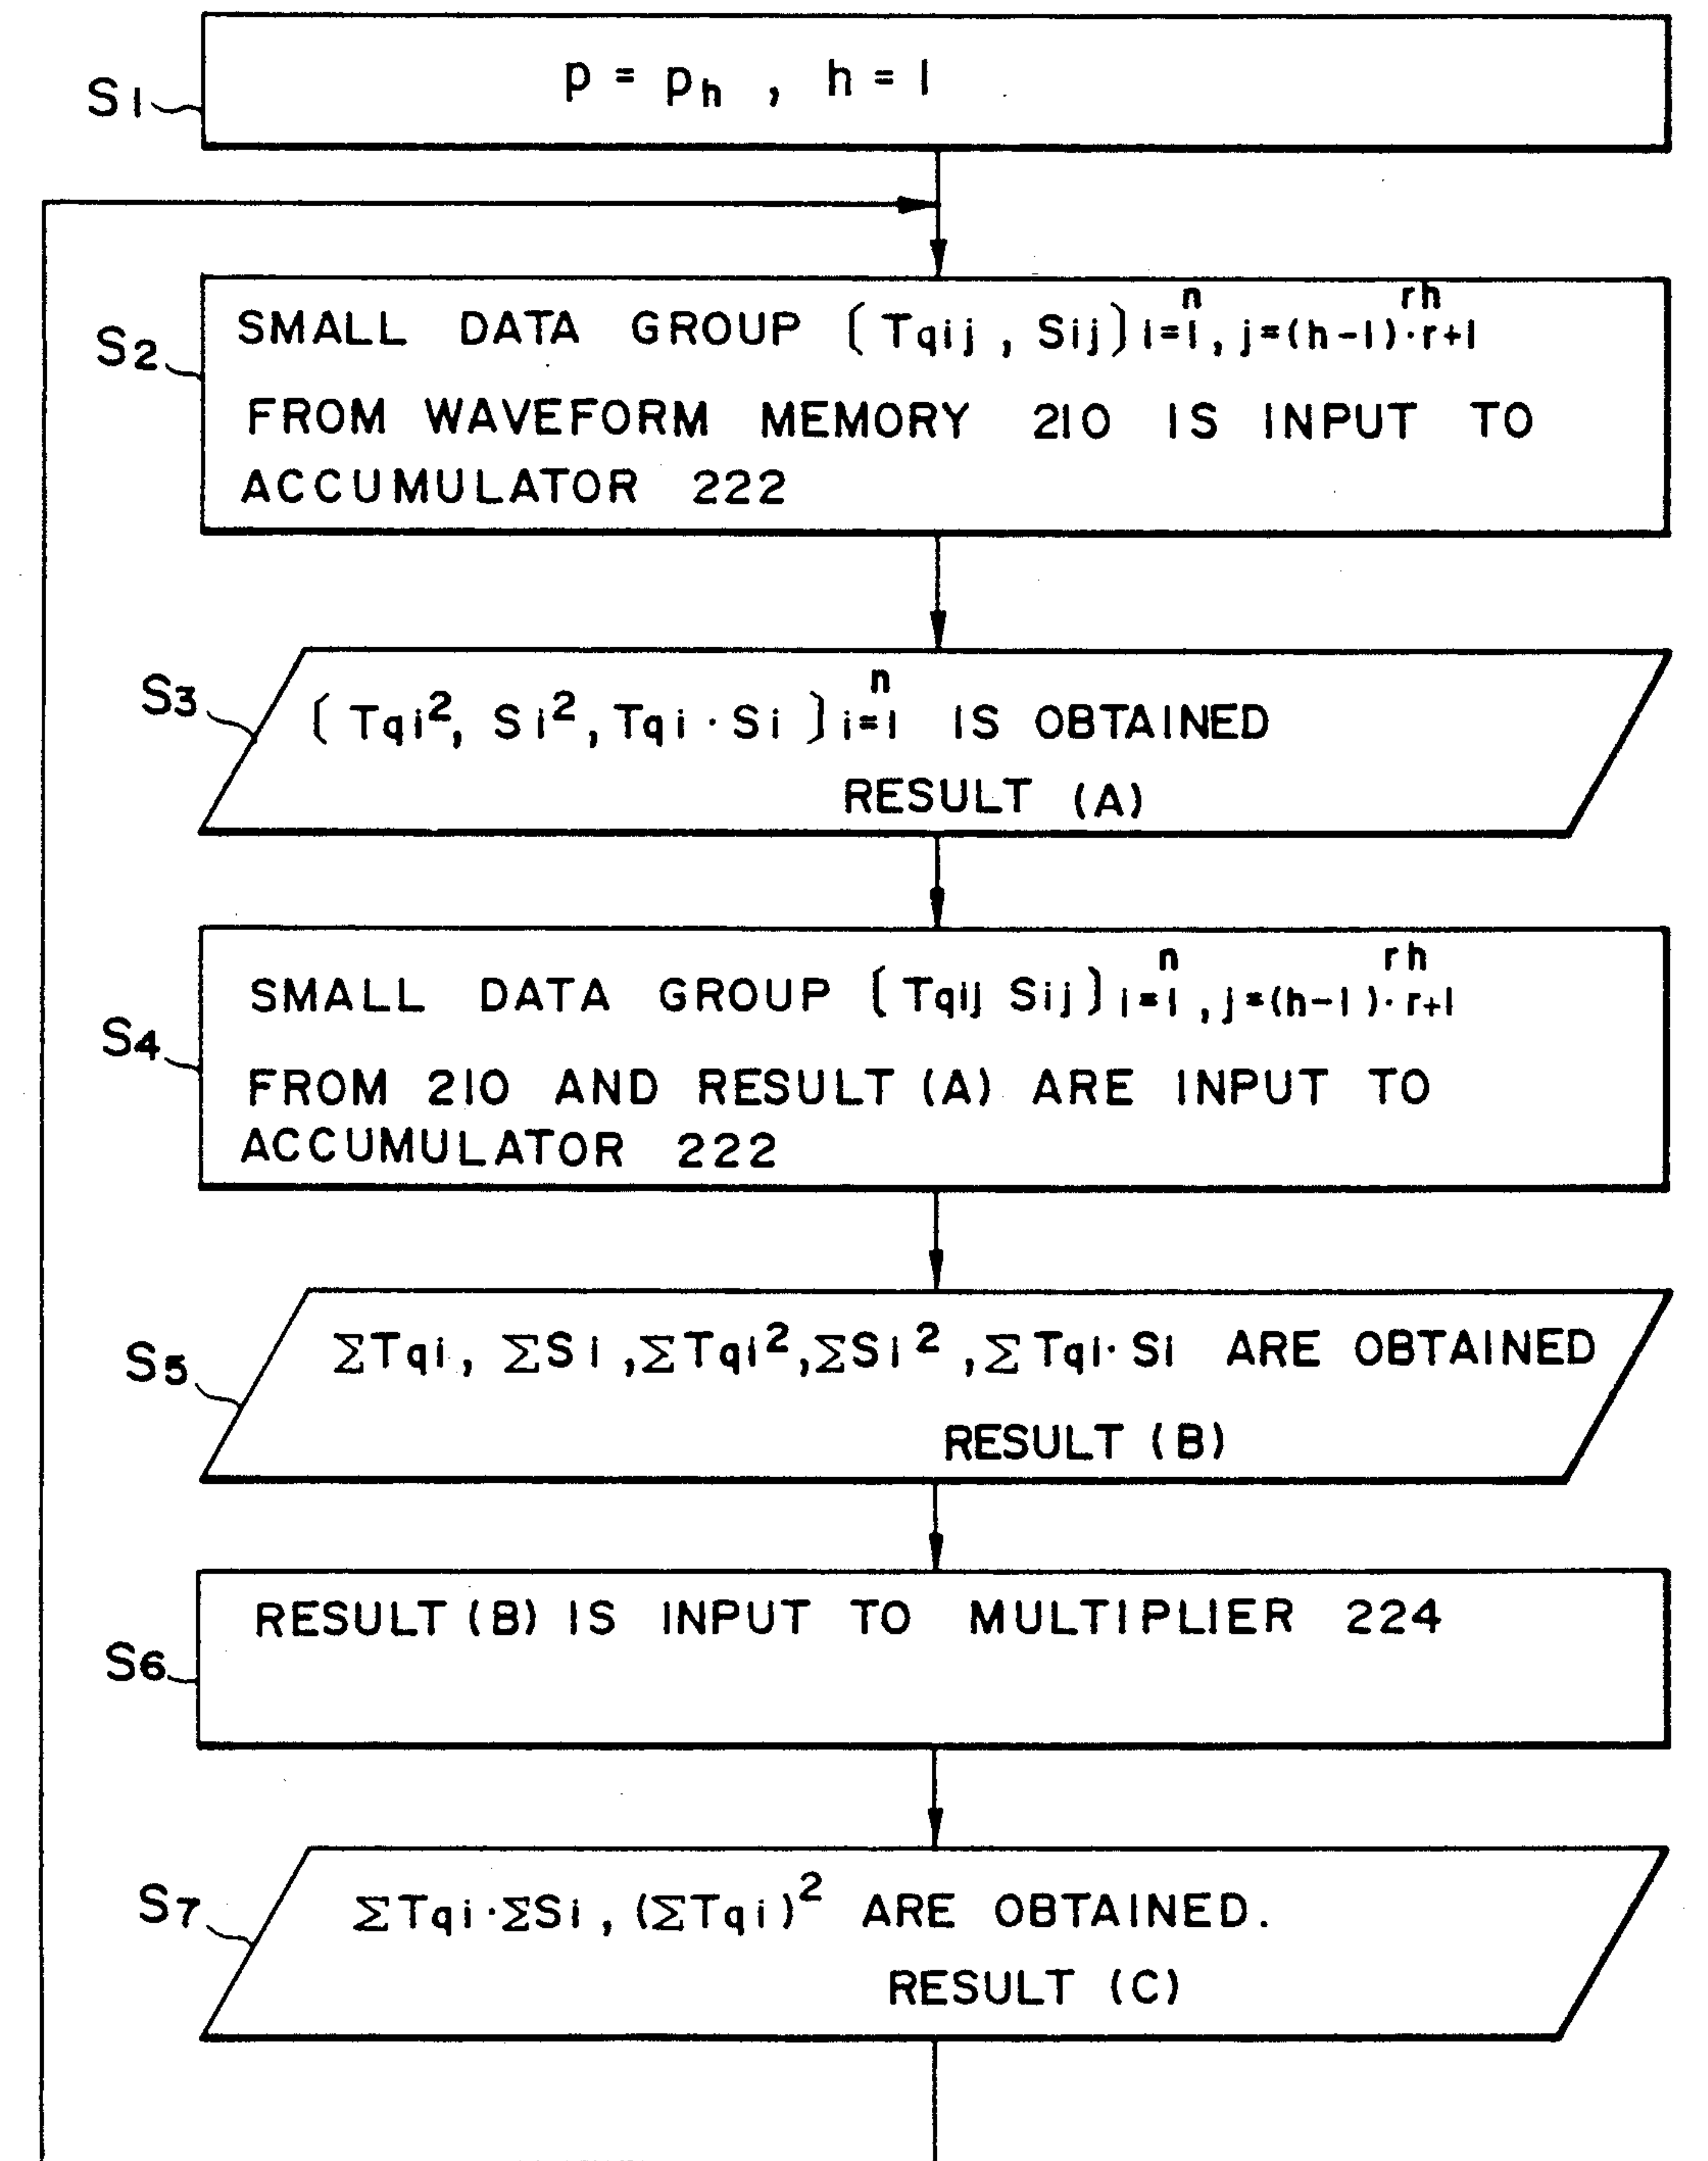 S1 p = pₕ , h = 1
S2 SMALL DATA GROUP [Tqij , Sij] i=1 n , j=(h-1)·r+1 rh
FROM WAVEFORM MEMORY 210 IS INPUT TO
ACCUMULATOR 222
S3 [Tqi², Si², Tqi · Si] i=1 n IS OBTAINED
RESULT (A)
S4 SMALL DATA GROUP [Tqij Sij] i=1 n , j=(h-1)·r+1 rh
FROM 210 AND RESULT (A) ARE INPUT TO
ACCUMULATOR 222
S5 ΣTqi, ΣSi, ΣTqi², ΣSi², ΣTqi·Si ARE OBTAINED
RESULT (B)
S6 RESULT (B) IS INPUT TO MULTIPLIER 224
S7 ΣTqi·ΣSi, (ΣTqi)² ARE OBTAINED.
RESULT (C)